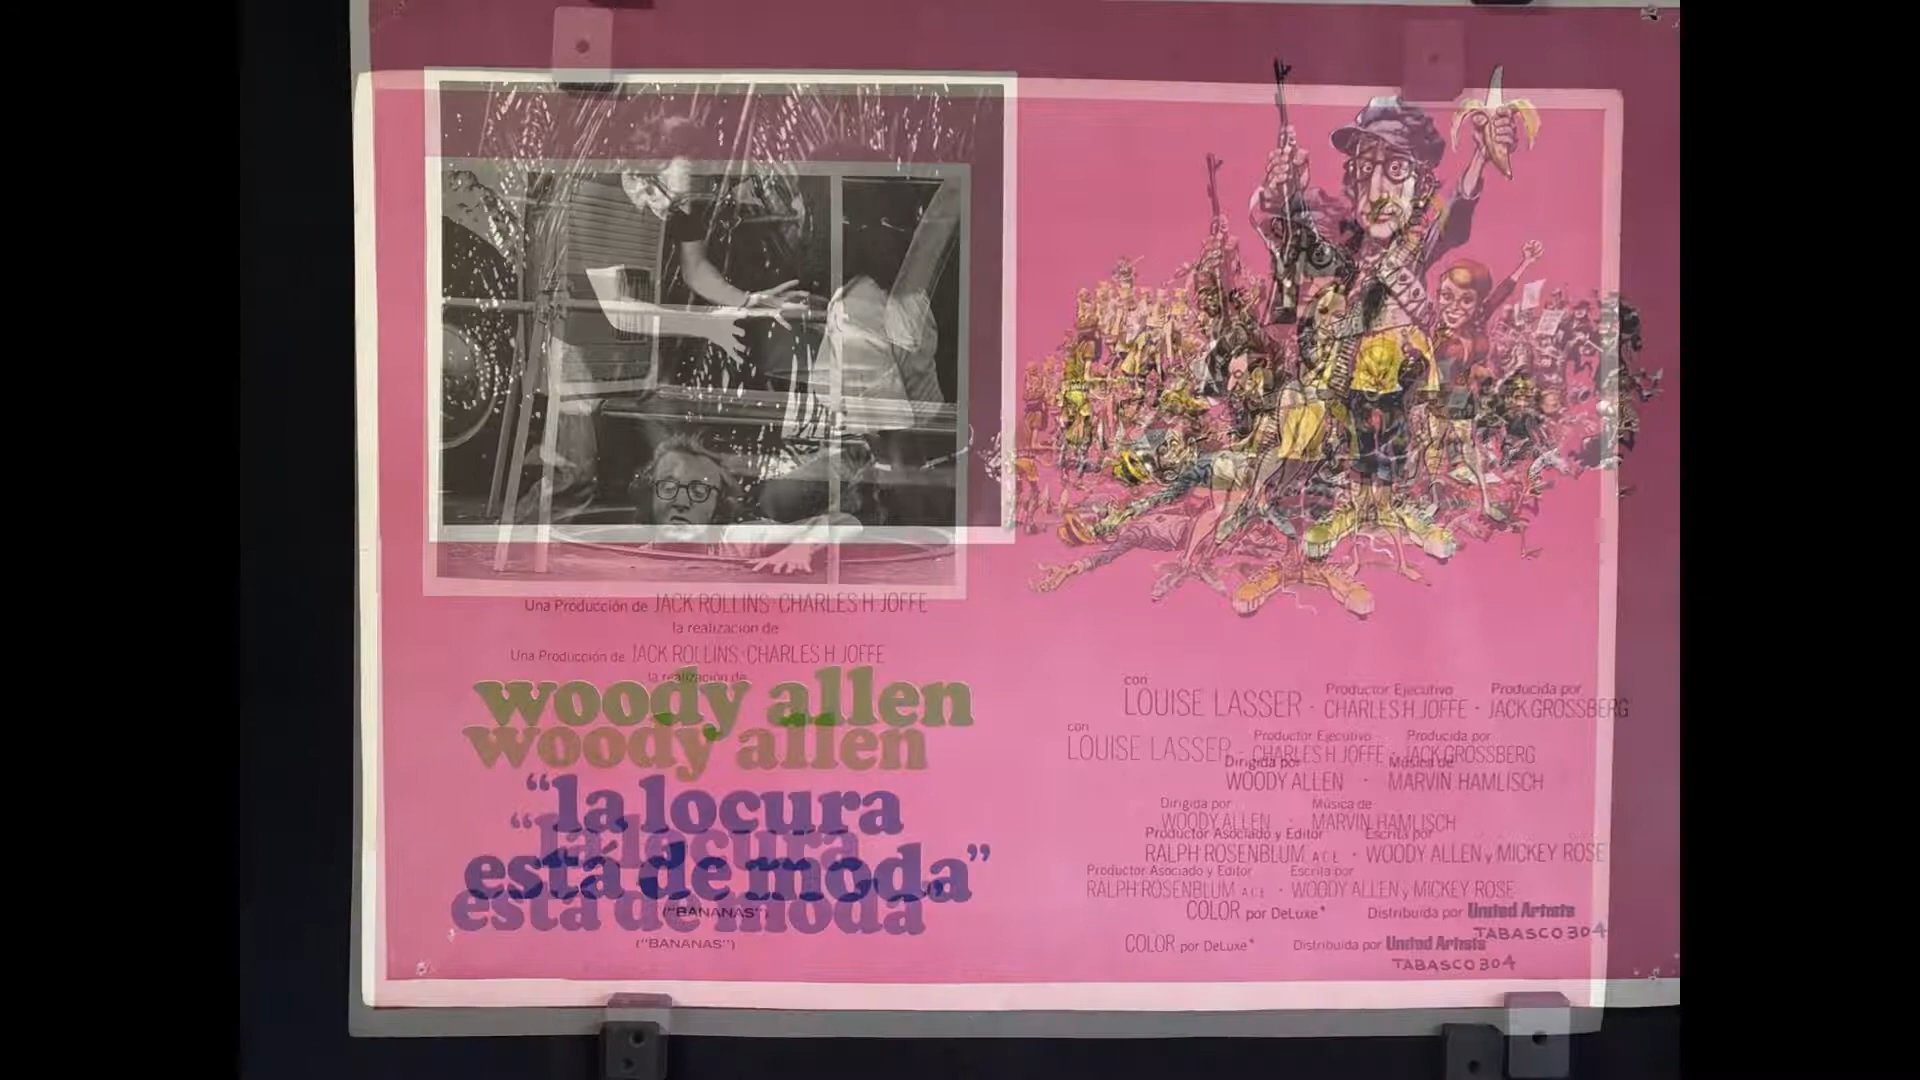 Una Producción de JACK ROLLINS · CHARLES H JOFFE
la realización de
Una Producción de JACK ROLLINS · CHARLES H JOFFE
la realización de
woody allen
woody allen
“la locura
“la locura
está de moda”
está de moda”
("BANANAS")
("BANANAS")
con
LOUISE LASSER · Productor Ejecutivo CHARLES H JOFFE · Producida por JACK GROSSBERG
con
LOUISE LASSER · Productor Ejecutivo CHARLES H JOFFE · Producida por JACK GROSSBERG
Dirigida por Música de
WOODY ALLEN · MARVIN HAMLISCH
Dirigida por Música de
WOODY ALLEN · MARVIN HAMLISCH
Productor Asociado y Editor Escrita por
RALPH ROSENBLUM A.C.E. · WOODY ALLEN y MICKEY ROSE
Productor Asociado y Editor Escrita por
RALPH ROSENBLUM A.C.E. · WOODY ALLEN y MICKEY ROSE
COLOR por DeLuxe* Distribuida por United Artists
TABASCO 304
COLOR por DeLuxe* Distribuida por United Artists
TABASCO 304